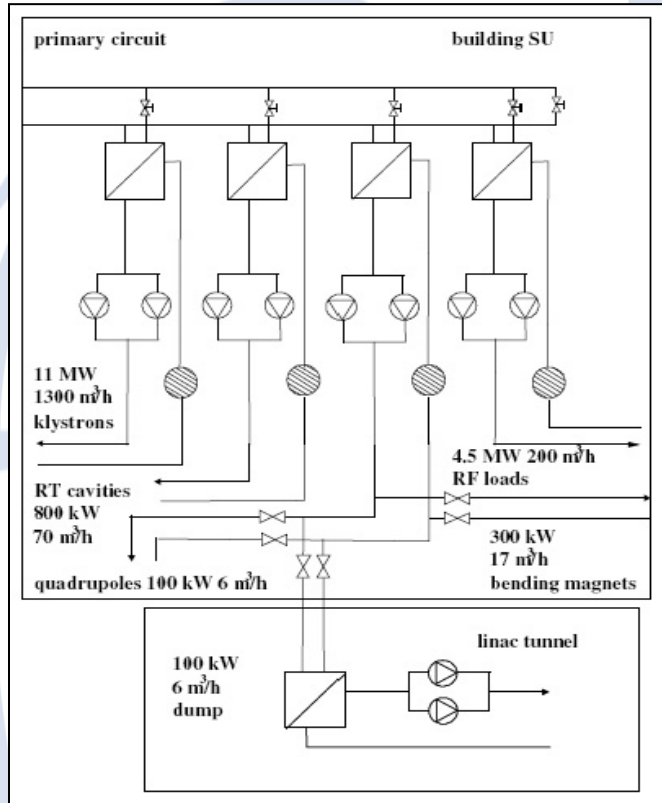 primary circuit
building SU
11 MW
1300 m³/h
klystrons
4.5 MW 200 m³/h
RF loads
RT cavities
800 kW
70 m³/h
300 kW
17 m³/h
bending magnets
quadrupoles 100 kW 6 m³/h
linac tunnel
100 kW
6 m³/h
dump